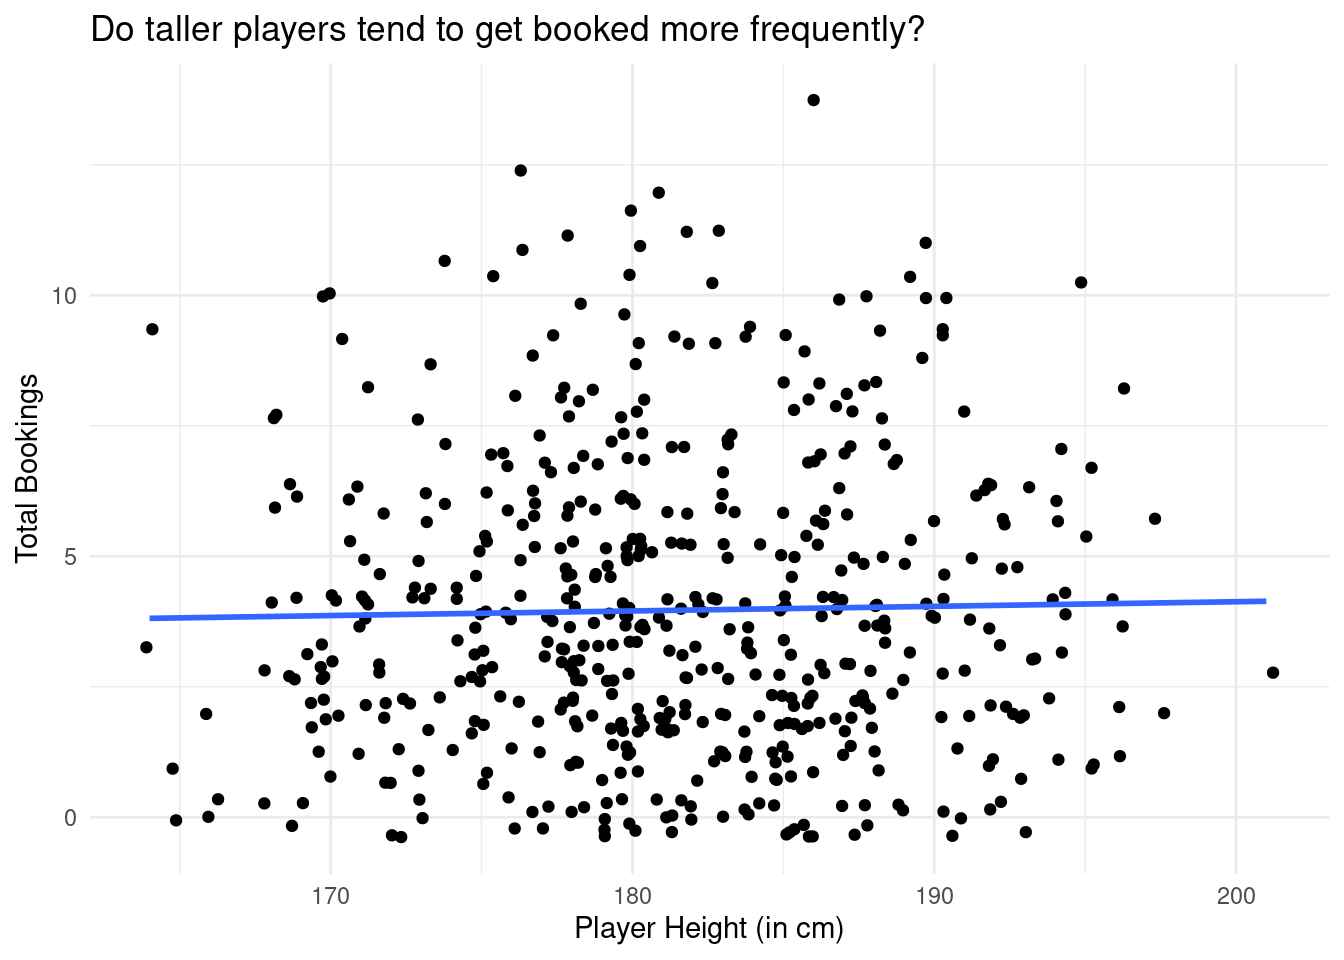 Do taller players tend to get booked more frequently?
Total Bookings
10
5
0
170 180 190 200
Player Height (in cm)